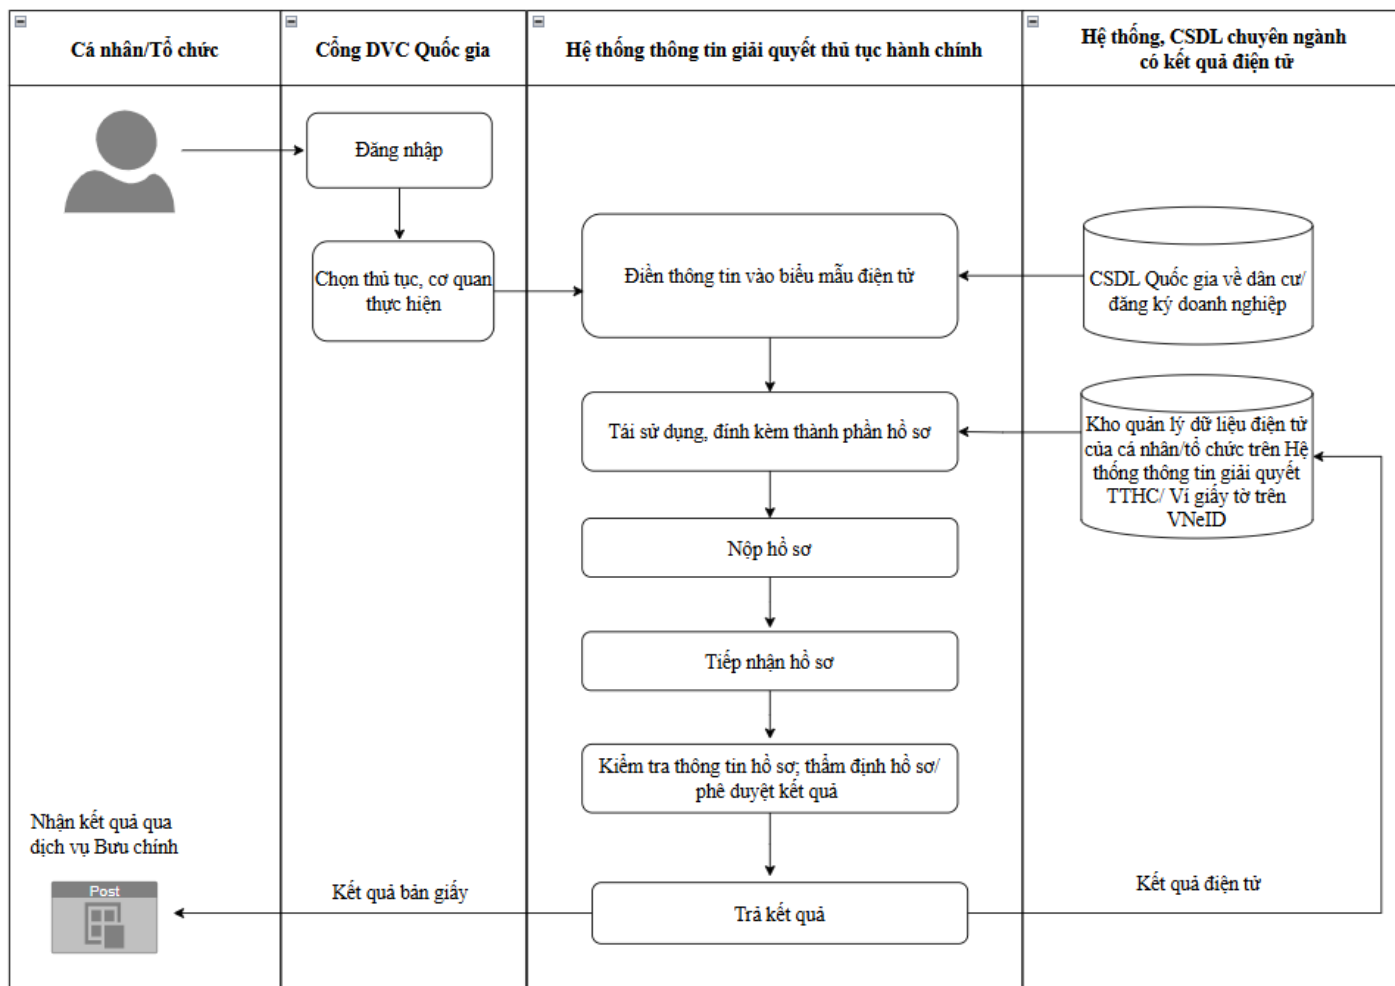 Cá nhân/Tổ chức
Cổng DVC Quốc gia
Hệ thống thông tin giải quyết thủ tục hành chính
Hệ thống, CSDL chuyên ngành
có kết quả điện tử
Đăng nhập
Chọn thủ tục, cơ quan
thực hiện
Điền thông tin vào biểu mẫu điện tử
CSDL Quốc gia về dân cư/
đăng ký doanh nghiệp
Tái sử dụng, đính kèm thành phần hồ sơ
Kho quản lý dữ liệu điện tử
của cá nhân/tổ chức trên Hệ
thống thông tin giải quyết
TTHC/ Ví giấy tờ trên
VNeID
Nộp hồ sơ
Tiếp nhận hồ sơ
Kiểm tra thông tin hồ sơ; thẩm định hồ sơ/
phê duyệt kết quả
Nhận kết quả qua
dịch vụ Bưu chính
Post
Kết quả bản giấy
Trả kết quả
Kết quả điện tử